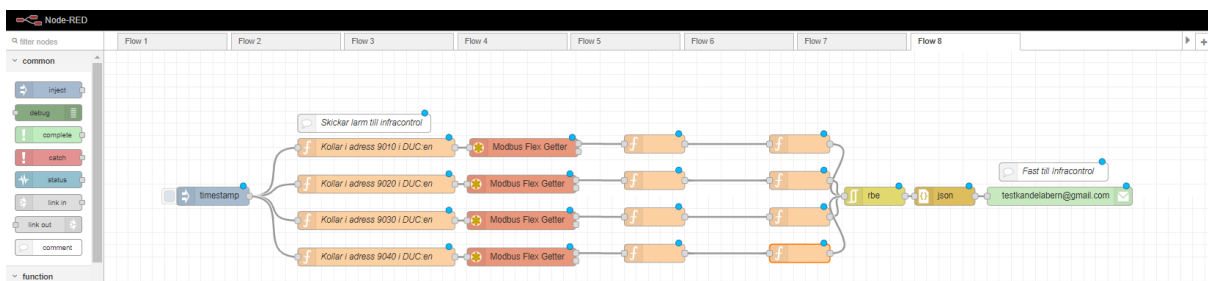 Node-RED
filter nodes
Flow 1
Flow 2
Flow 3
Flow 4
Flow 5
Flow 6
Flow 7
Flow 8
common
inject
debug
complete
catch
status
link in
link out
comment
function
Skickar larm till infracontrol
Kollar i adress 9010 i DUC:en
Modbus Flex Getter
timestamp
Kollar i adress 9020 i DUC:en
Modbus Flex Getter
Kollar i adress 9030 i DUC:en
Modbus Flex Getter
Kollar i adress 9040 i DUC:en
Modbus Flex Getter
rbe
json
Fast till Infracontrol
testkandelabern@gmail.com